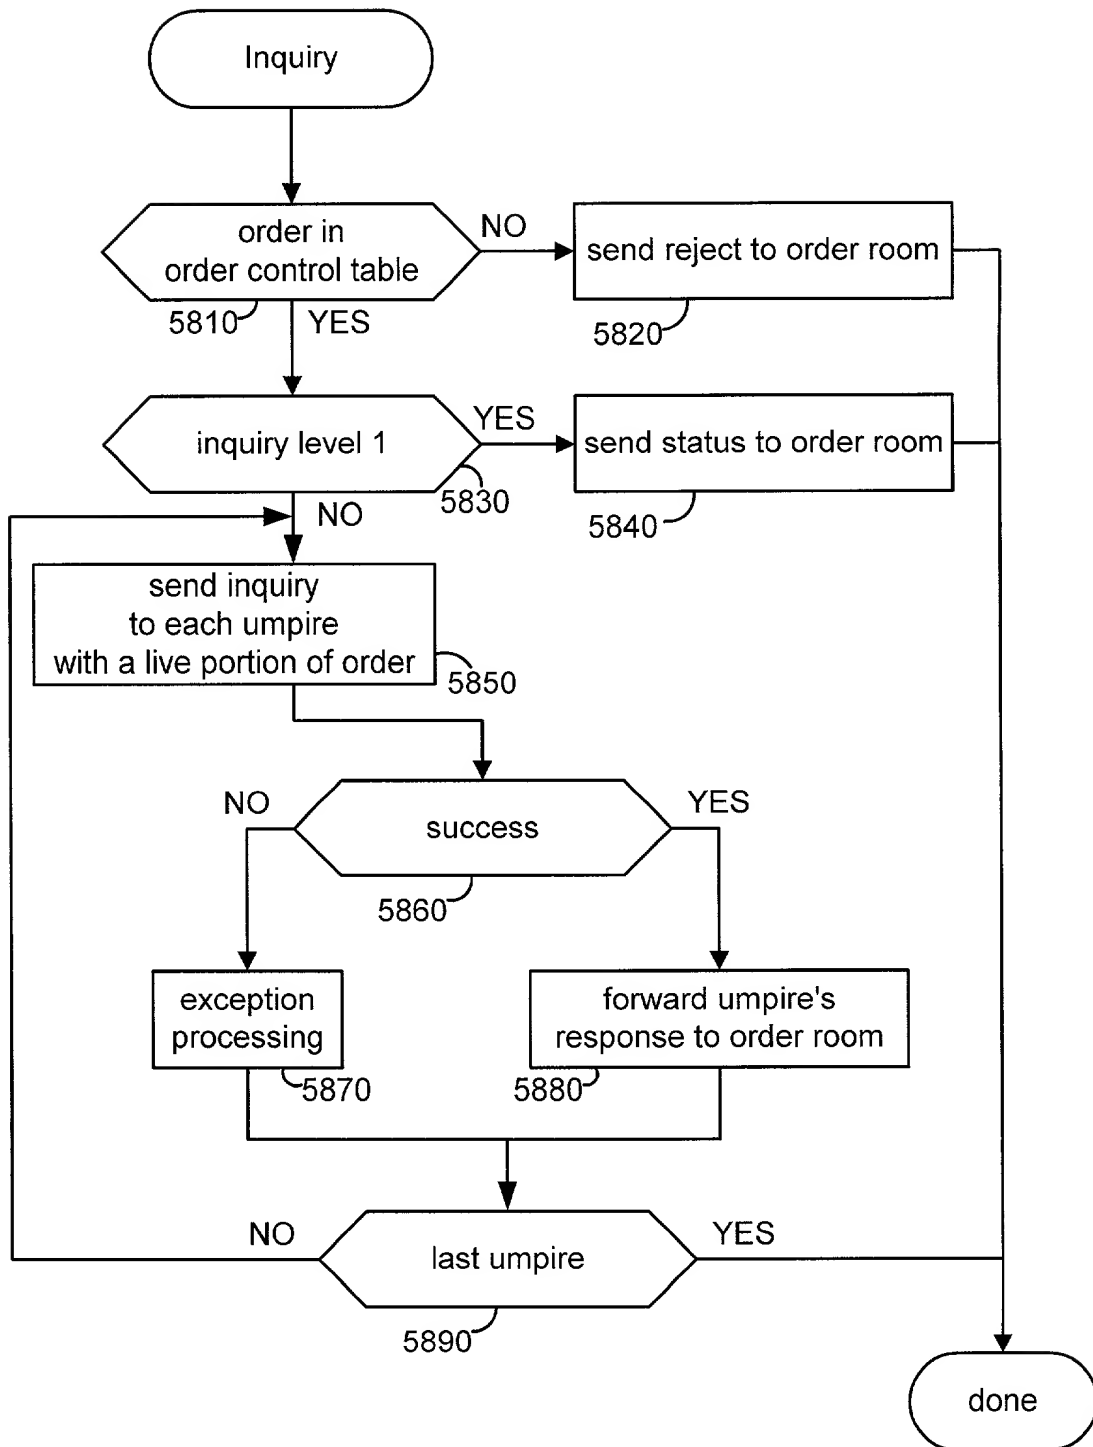 Inquiry
order in
order control table
NO
send reject to order room
5810
YES
5820
inquiry level 1
YES
send status to order room
5830
5840
NO
send inquiry
to each umpire
with a live portion of order
5850
NO
YES
success
5860
exception
processing
forward umpire's
response to order room
5870
5880
NO
YES
last umpire
5890
done